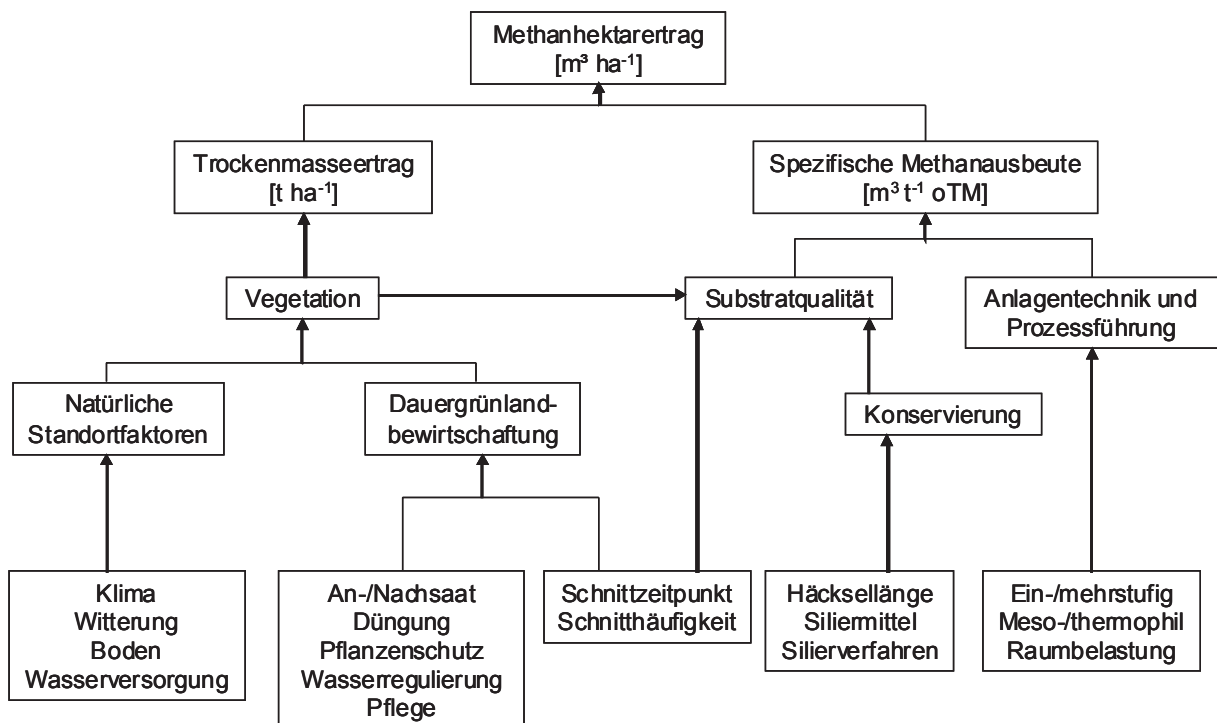 Methanhektarertrag
[m³ ha⁻¹]
Trockenmasseertrag
[t ha⁻¹]
Spezifische Methanausbeute
[m³ t⁻¹ oTM]
Vegetation
Substratqualität
Anlagentechnik und
Prozessführung
Natürliche
Standortfaktoren
Dauergrünland-
bewirtschaftung
Konservierung
Klima
Witterung
Boden
Wasserversorgung
An-/Nachsaat
Düngung
Pflanzenschutz
Wasserregulierung
Pflege
Schnittzeitpunkt
Schnitthäufigkeit
Häcksellänge
Siliermittel
Silierverfahren
Ein-/mehrstufig
Meso-/thermophil
Raumbelastung